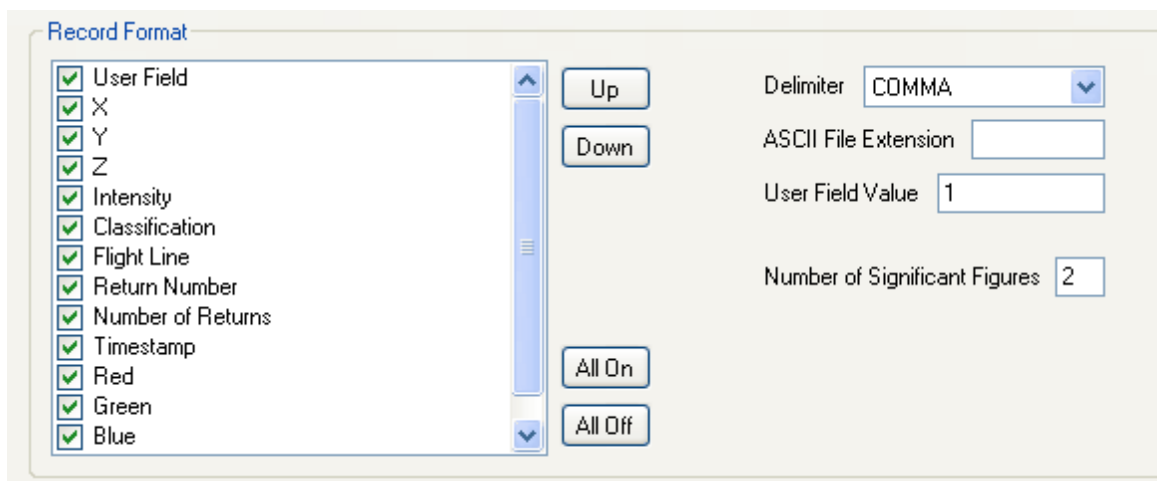 Record Format
User Field
X
Y
Z
Intensity
Classification
Flight Line
Return Number
Number of Returns
Timestamp
Red
Green
Blue
Up
Down
All On
All Off
Delimiter COMMA
ASCII File Extension
User Field Value 1
Number of Significant Figures 2